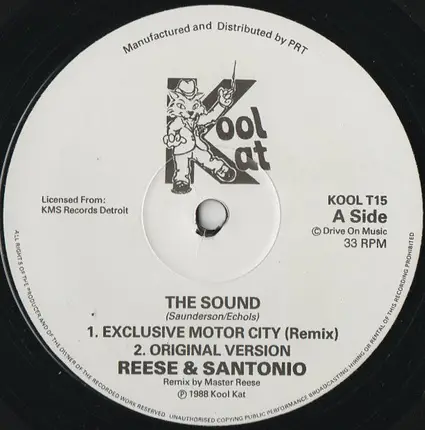 Manufactured and Distributed by PRT
Kool
Kat
Licensed From:
KMS Records Detroit
KOOL T15
A Side
© Drive On Music
33 RPM
THE SOUND
(Saunderson/Echols)
1. EXCLUSIVE MOTOR CITY (Remix)
2. ORIGINAL VERSION
REESE & SANTONIO
Remix by Master Reese
℗ 1988 Kool Kat
ALL RIGHTS OF THE PRODUCER AND OF THE OWNER OF THE RECORDED WORK RESERVED UNAUTHORISED COPYING PUBLIC PERFORMANCE BROADCASTING HIRING OR RENTAL OF THIS RECORDING PROHIBITED